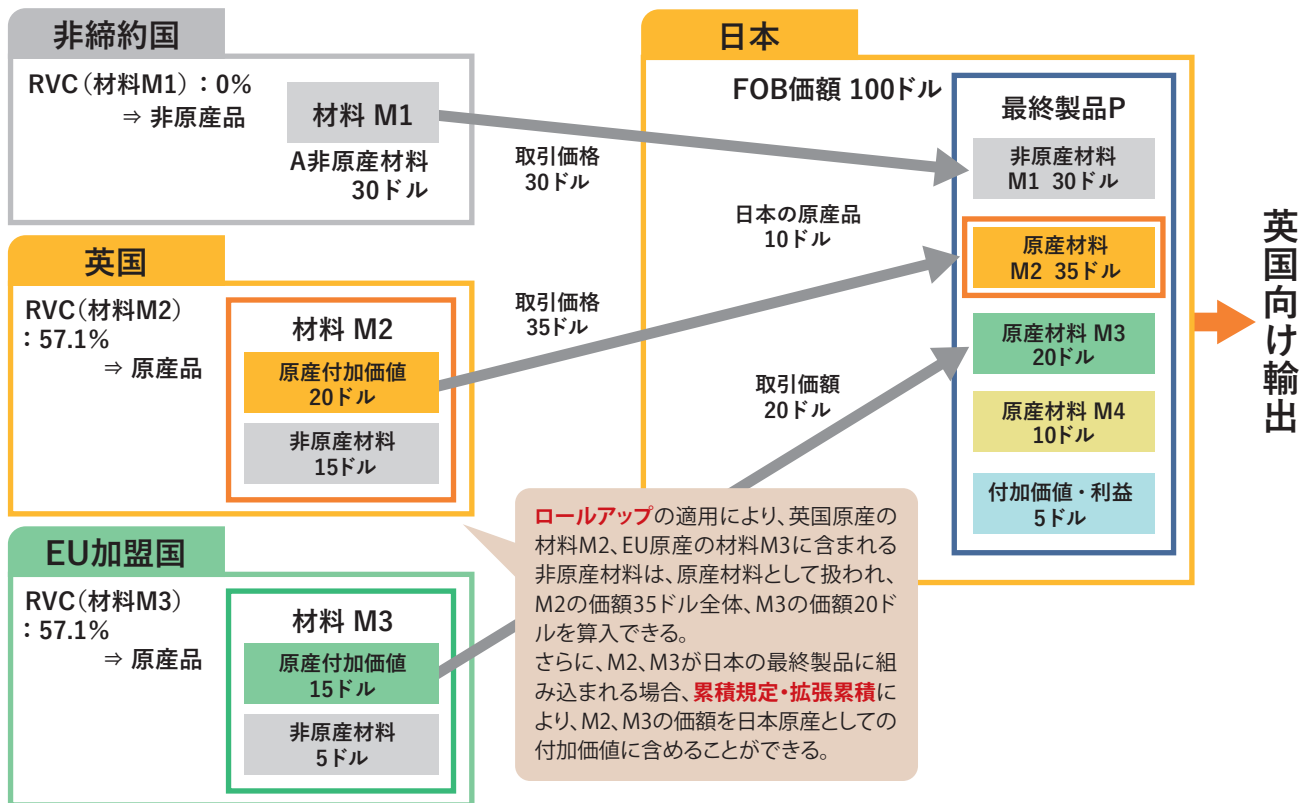 非締約国
RVC（材料M1）：0%
⇒ 非原産品
材料 M1
A非原産材料
30ドル
取引価格
30ドル
英国
RVC（材料M2）
：57.1%
⇒ 原産品
材料 M2
原産付加価値
20ドル
非原産材料
15ドル
取引価格
35ドル
EU加盟国
RVC（材料M3）
：57.1%
⇒ 原産品
材料 M3
原産付加価値
15ドル
非原産材料
5ドル
日本の原産品
10ドル
取引価額
20ドル
日本
FOB価額 100ドル
最終製品P
非原産材料
M1 30ドル
原産材料
M2 35ドル
原産材料 M3
20ドル
原産材料 M4
10ドル
付加価値・利益
5ドル
ロールアップの適用により、英国原産の
材料M2、EU原産の材料M3に含まれる
非原産材料は、原産材料として扱われ、
M2の価額35ドル全体、M3の価額20ド
ルを算入できる。
さらに、M2、M3が日本の最終製品に組
み込まれる場合、累積規定・拡張累積に
より、M2、M3の価額を日本原産としての
付加価値に含めることができる。
英国向け輸出